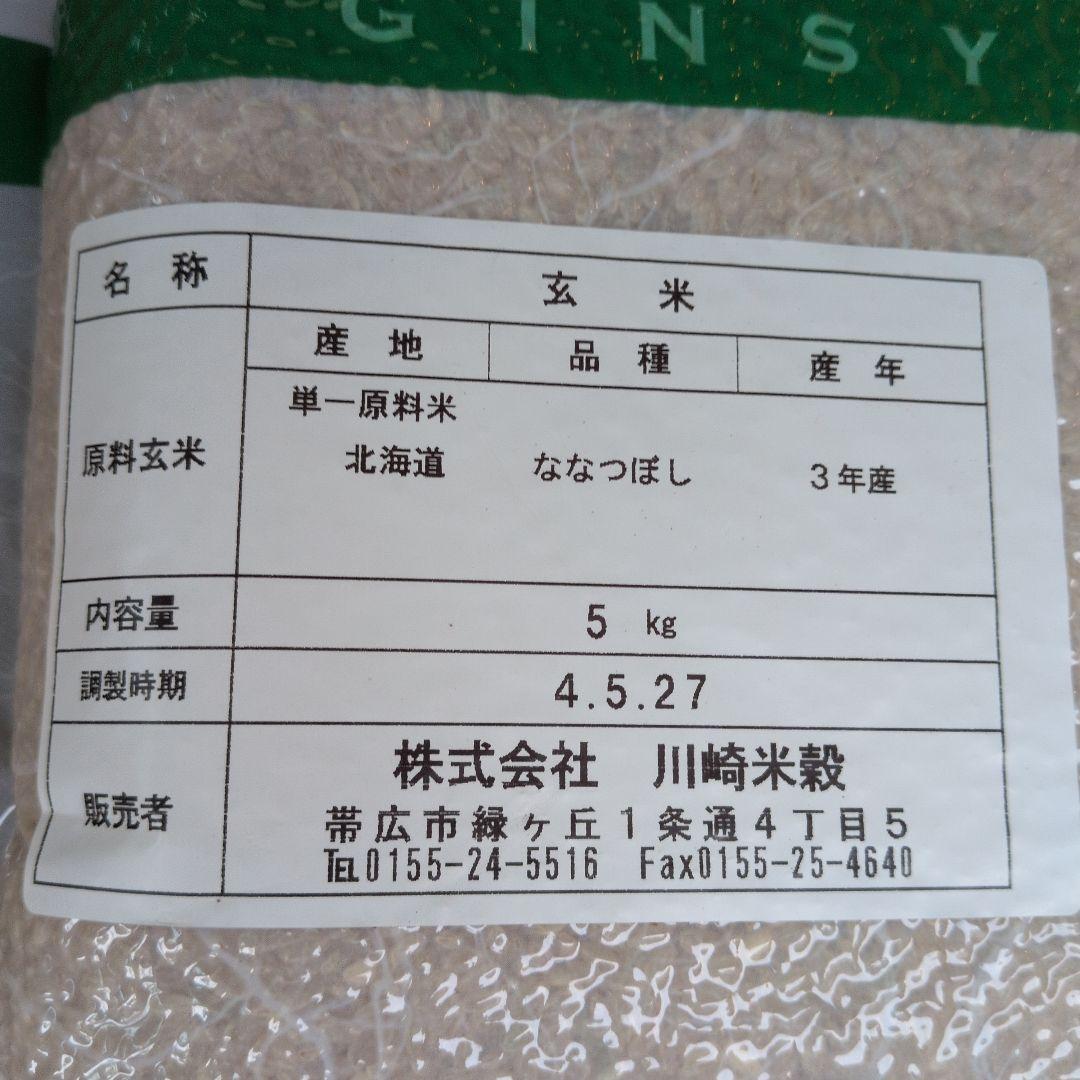 GINSY
名称 玄米
原料玄米 産地 品種 産年
単一原料米
北海道 ななつぼし 3年産
内容量 5 kg
調製時期 4.5.27
販売者 株式会社 川崎米穀
帯広市緑ヶ丘1条通4丁目5
TEL0155-24-5516 Fax0155-25-4640